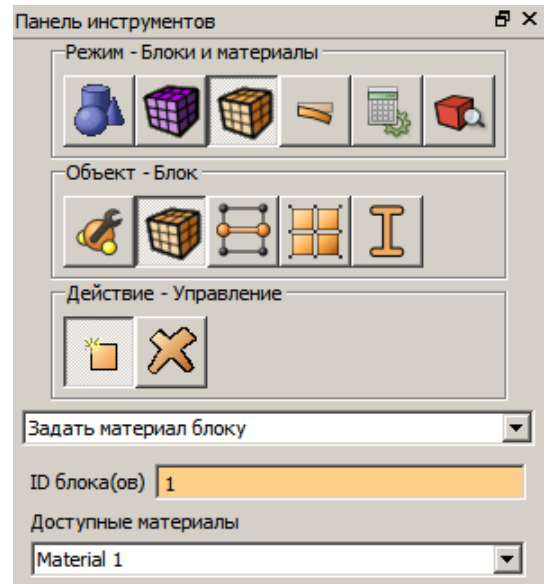 Панель инструментов
Режим - Блоки и материалы
Объект - Блок
Действие - Управление
Задать материал блоку
ID блока(ов) 1
Доступные материалы
Material 1